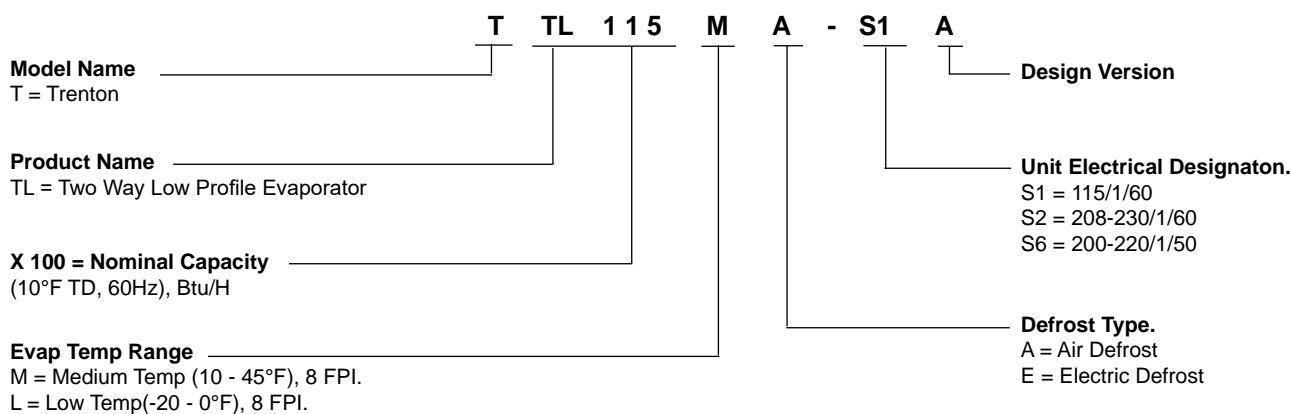 T TL 1 1 5 M A - S1 A
Model Name
T = Trenton
Product Name
TL = Two Way Low Profile Evaporator
X 100 = Nominal Capacity
(10°F TD, 60Hz), Btu/H
Evap Temp Range
M = Medium Temp (10 - 45°F), 8 FPI.
L = Low Temp(-20 - 0°F), 8 FPI.
Design Version
Unit Electrical Designaton.
S1 = 115/1/60
S2 = 208-230/1/60
S6 = 200-220/1/50
Defrost Type.
A = Air Defrost
E = Electric Defrost